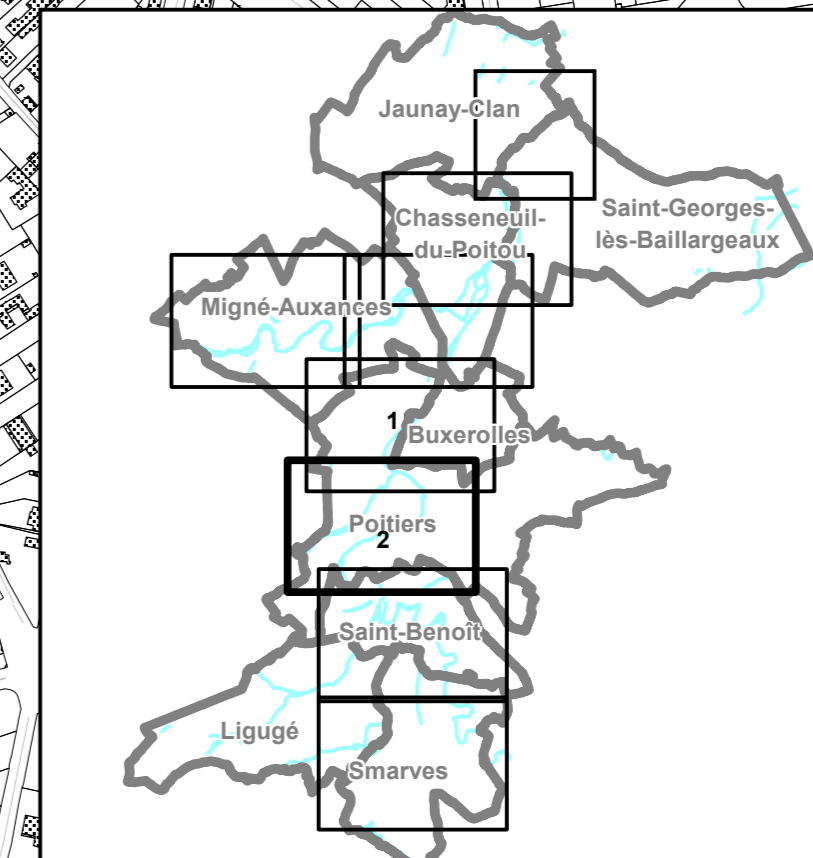 Jaunay-Clan
Chasseneuil-
du-Poitou
Saint-Georges-
lès-Baillargeaux
Migné-Auxances
1
Buxerolles
Poitiers
2
Saint-Benoît
Ligugé
Smarves